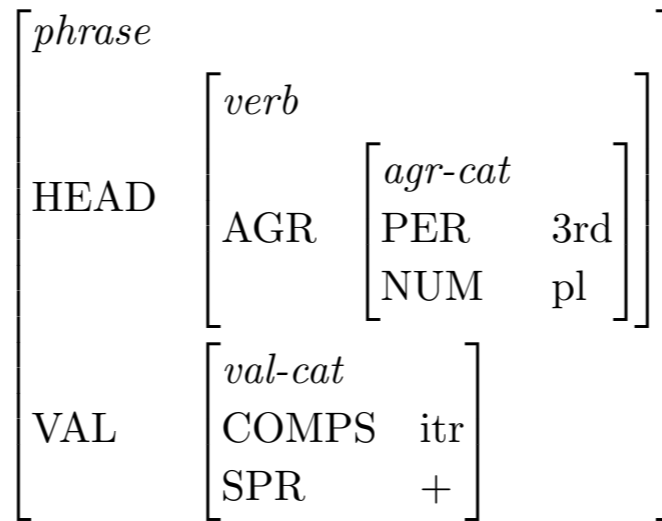 phrase
verb
agr-cat
HEAD AGR PER 3rd
NUM pl
val-cat
VAL COMPS itr
SPR +